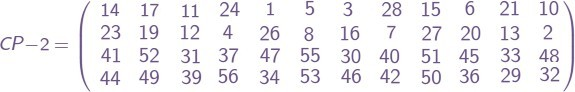 CP−2 = ( 14 17 11 24 1 5 3 28 15 6 21 10
23 19 12 4 26 8 16 7 27 20 13 2
41 52 31 37 47 55 30 40 51 45 33 48
44 49 39 56 34 53 46 42 50 36 29 32 )